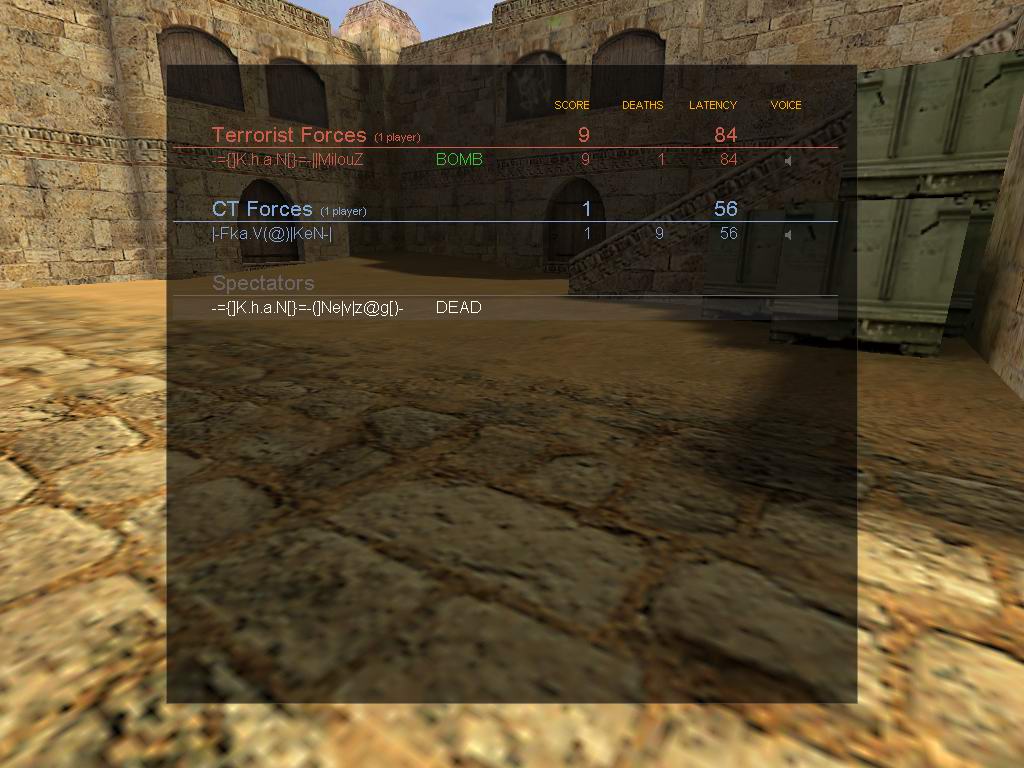 SCORE DEATHS LATENCY VOICE
Terrorist Forces (1 player) 9 84
-={]K.h.a.N[}=-||MilouZ BOMB 9 1 84
CT Forces (1 player) 1 56
|-Fka.V(@)|KeN-| 1 9 56
Spectators
-={]K.h.a.N[}=-(]Ne|v|z@g[)- DEAD